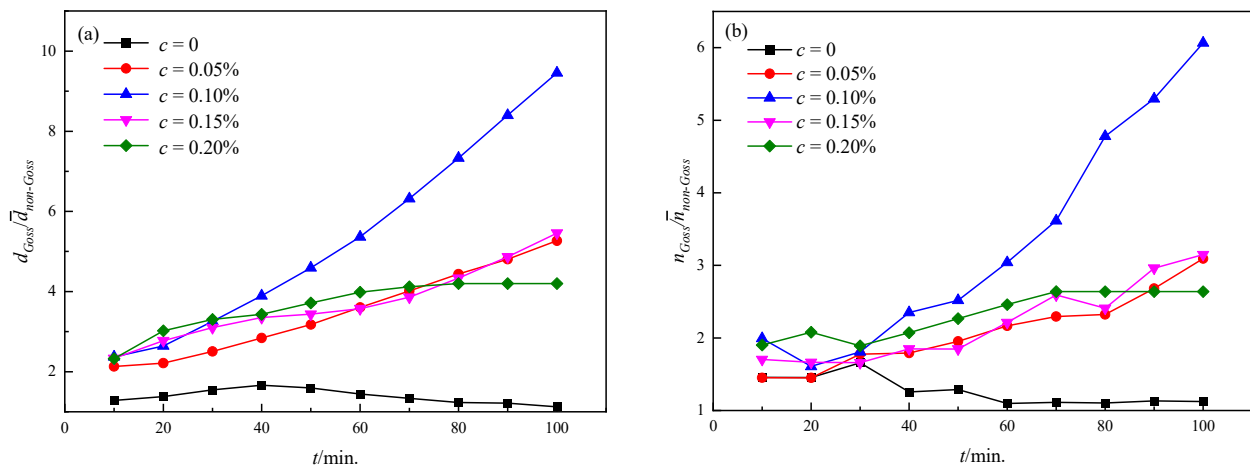 (a)
c = 0
c = 0.05%
c = 0.10%
c = 0.15%
c = 0.20%
10
8
6
4
2
0 20 40 60 80 100
d_Goss/d̄_non-Goss
t/min.
(b)
c = 0
c = 0.05%
c = 0.10%
c = 0.15%
c = 0.20%
6
5
4
3
2
1
0 20 40 60 80 100
n_Goss/n̄_non-Goss
t/min.